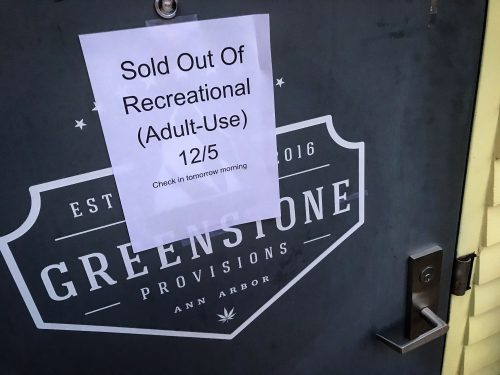 Sold Out Of
Recreational
(Adult-Use)
12/5
Check in tomorrow morning
EST 2016
GREENSTONE
PROVISIONS
ANN ARBOR